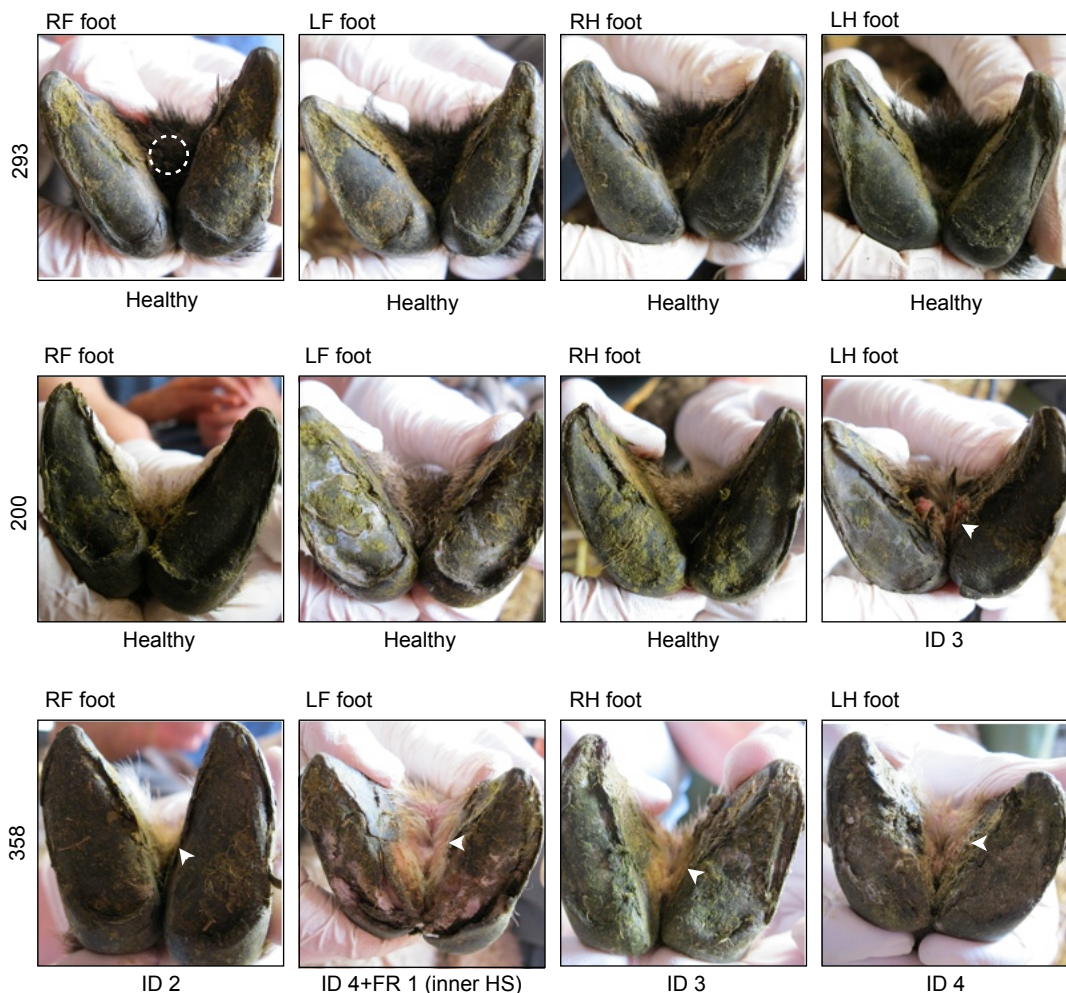 RF foot LF foot RH foot LH foot
293
Healthy Healthy Healthy Healthy
RF foot LF foot RH foot LH foot
200
Healthy Healthy Healthy ID 3
RF foot LF foot RH foot LH foot
358
ID 2 ID 4+FR 1 (inner HS) ID 3 ID 4